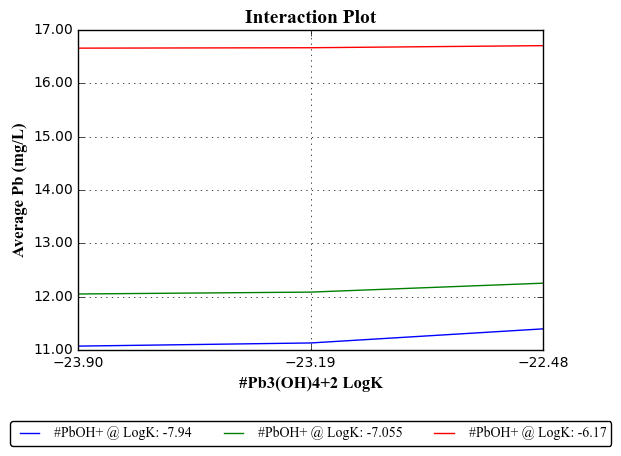 Interaction Plot
17.00
16.00
15.00
14.00
13.00
12.00
11.00
Average Pb (mg/L)
−23.90 −23.19 −22.48
#Pb3(OH)4+2 LogK
#PbOH+ @ LogK: -7.94 #PbOH+ @ LogK: -7.055 #PbOH+ @ LogK: -6.17